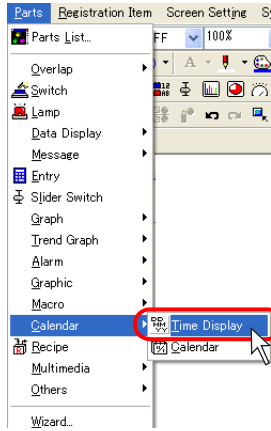 Parts Registration Item Screen Setting S
Parts List... FF 100%
Overlap
Switch
Lamp
Data Display
Message
Entry
Slider Switch
Graph
Trend Graph
Alarm
Graphic
Macro
Calendar Time Display
Recipe Calendar
Multimedia
Others
Wizard...